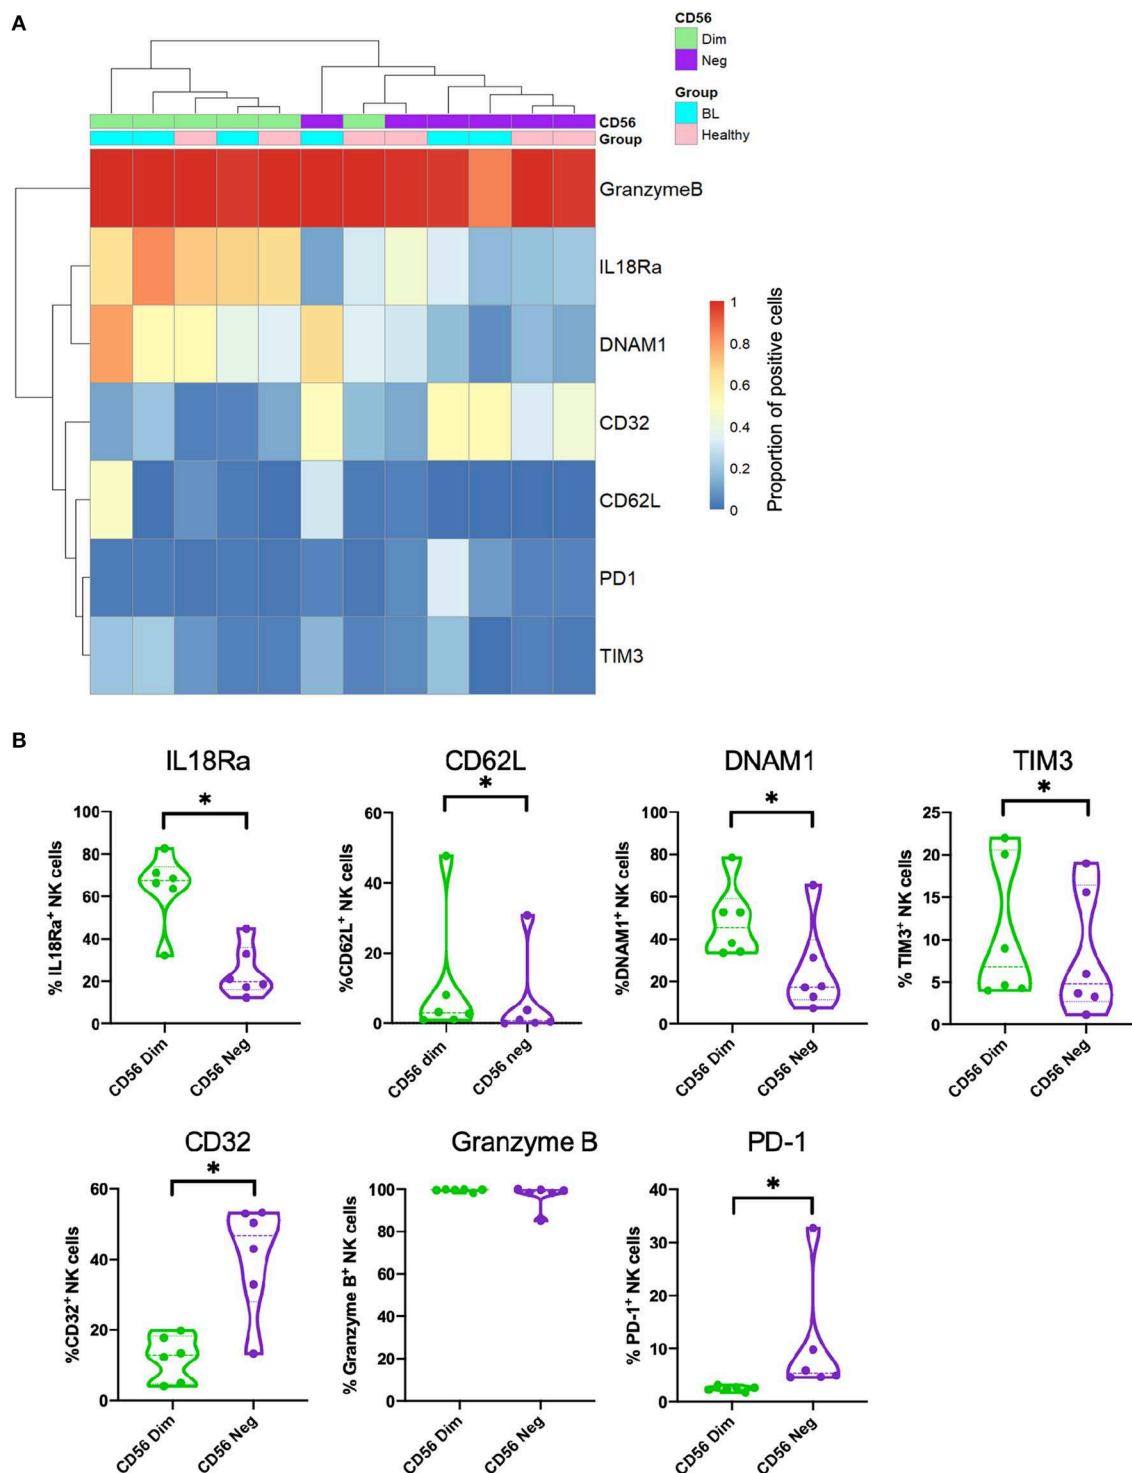 A
CD56
Dim
Neg
Group
BL
Healthy
CD56
Group
GranzymeB
IL18Ra
DNAM1
CD32
CD62L
PD1
TIM3
1
0.8
0.6
0.4
0.2
0
Proportion of positive cells
B
IL18Ra
*
% IL18Ra⁺ NK cells
100
80
60
40
20
0
CD56 Dim
CD56 Neg
CD62L
*
%CD62L⁺ NK cells
60
40
20
0
CD56 dim
CD56 neg
DNAM1
*
%DNAM1⁺ NK cells
100
80
60
40
20
0
CD56 Dim
CD56 Neg
TIM3
*
% TIM3⁺ NK cells
25
20
15
10
5
0
CD56 Dim
CD56 Neg
CD32
*
%CD32⁺ NK cells
60
40
20
0
CD56 Dim
CD56 Neg
Granzyme B
% Granzyme B⁺ NK cells
100
80
60
40
20
0
CD56 Dim
CD56 Neg
PD-1
*
% PD-1⁺ NK cells
40
30
20
10
0
CD56 Dim
CD56 Neg